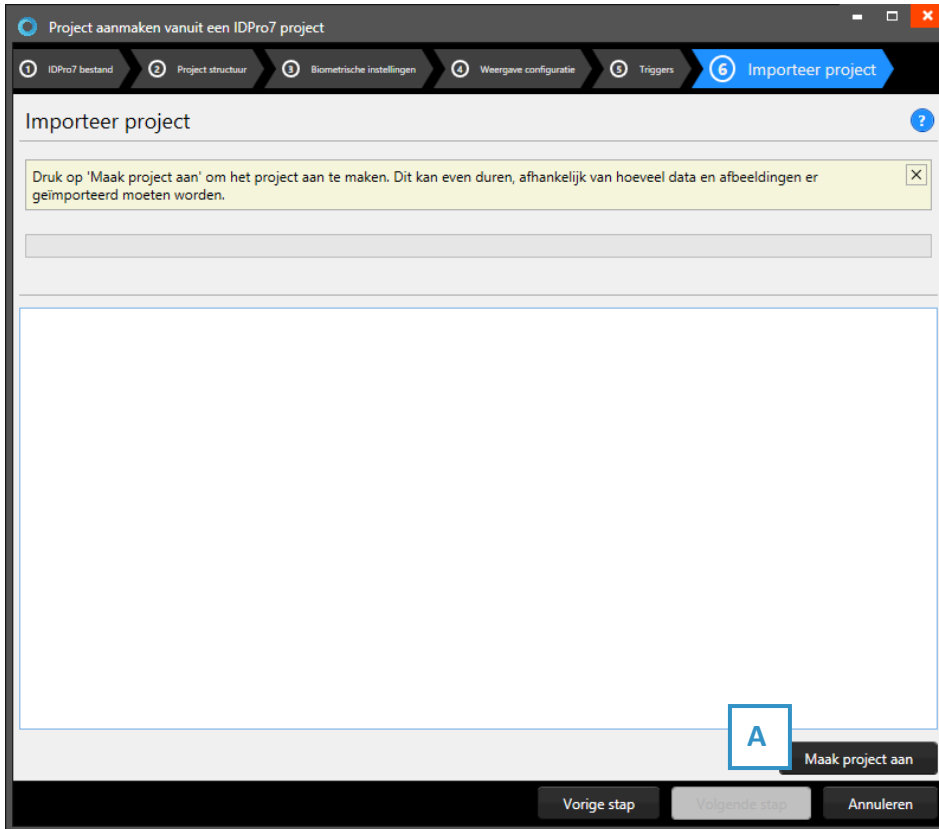 Project aanmaken vanuit een IDPro7 project
1 IDPro7 bestand 2 Project structuur 3 Biometrische instellingen 4 Weergave configuratie 5 Triggers 6 Importeer project
Importeer project
?
Druk op 'Maak project aan' om het project aan te maken. Dit kan even duren, afhankelijk van hoeveel data en afbeeldingen er
geïmporteerd moeten worden.
A
Maak project aan
Vorige stap Volgende stap Annuleren